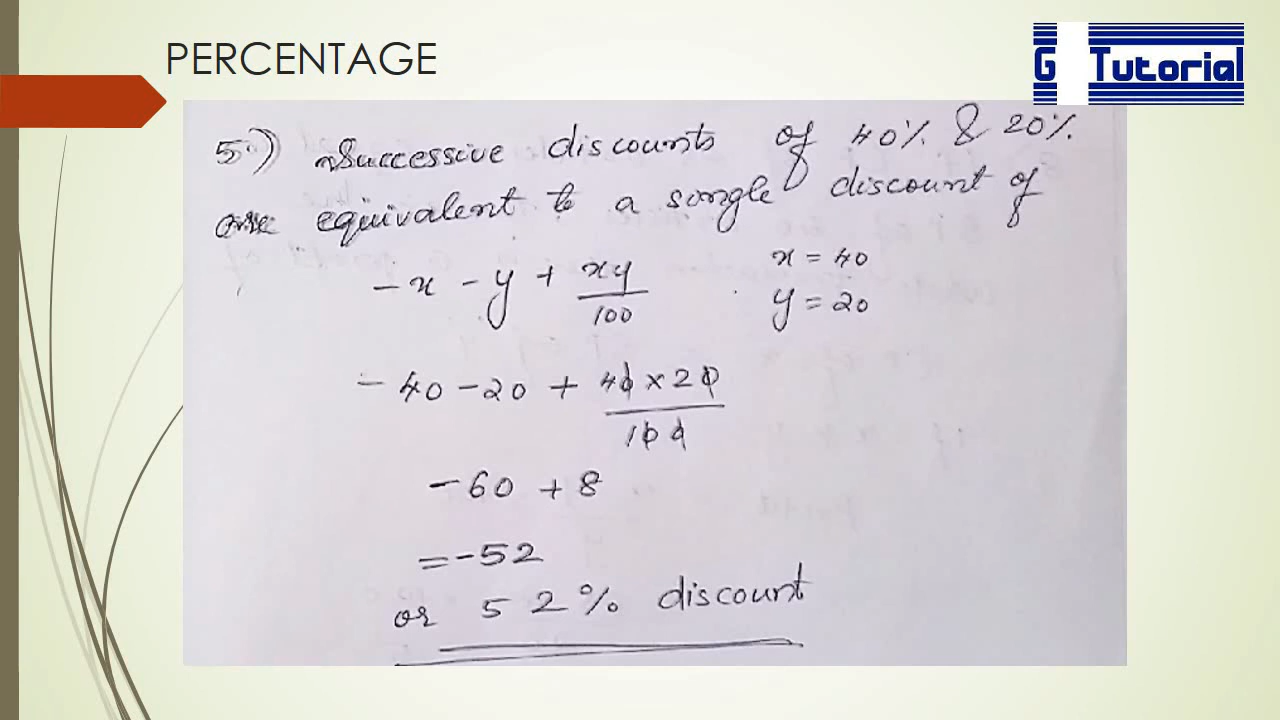 PERCENTAGE
G Tutorial
5.) Successive discounts of 40% & 20%
are equivalent to a single discount of
- x - y + xy/100
x = 40
y = 20
- 40 - 20 + 40 x 20/100
- 60 + 8
= -52
or 52% discount